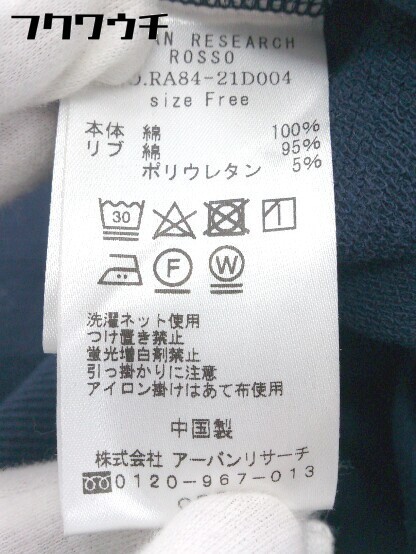 フクワウチ
AN RESEARCH
ROSSO
.O.RA84-21D004
size Free
本体 綿 100%
リブ 綿 95%
ポリウレタン 5%
30
1
F W
洗濯ネット使用
つけ置き禁止
蛍光増白剤禁止
引っ掛かりに注意
アイロン掛けはあて布使用
中国製
株式会社 アーバンリサーチ
0120-967-013